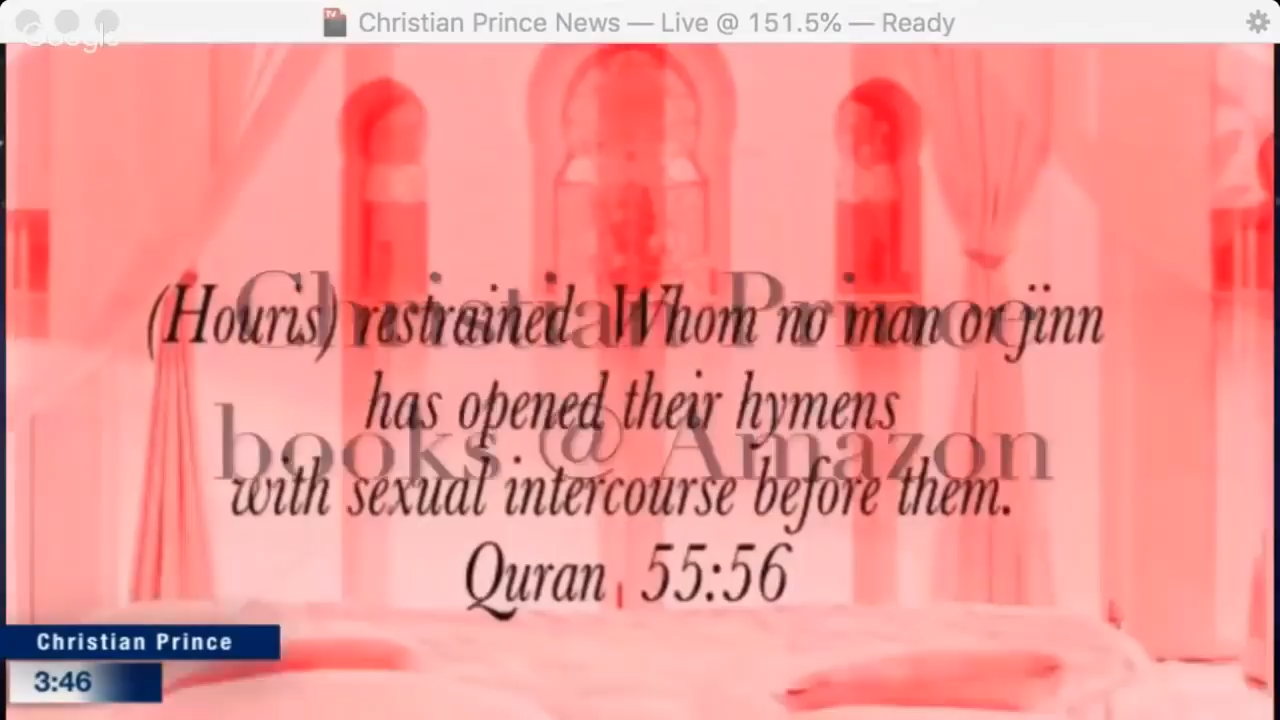 Christian Prince News — Live @ 151.5% — Ready
Google
(Houris) restrained Whom no man or jinn
Christian Prince
has opened their hymens
books @ Amazon
with sexual intercourse before them.
Quran 55:56
Christian Prince
3:46